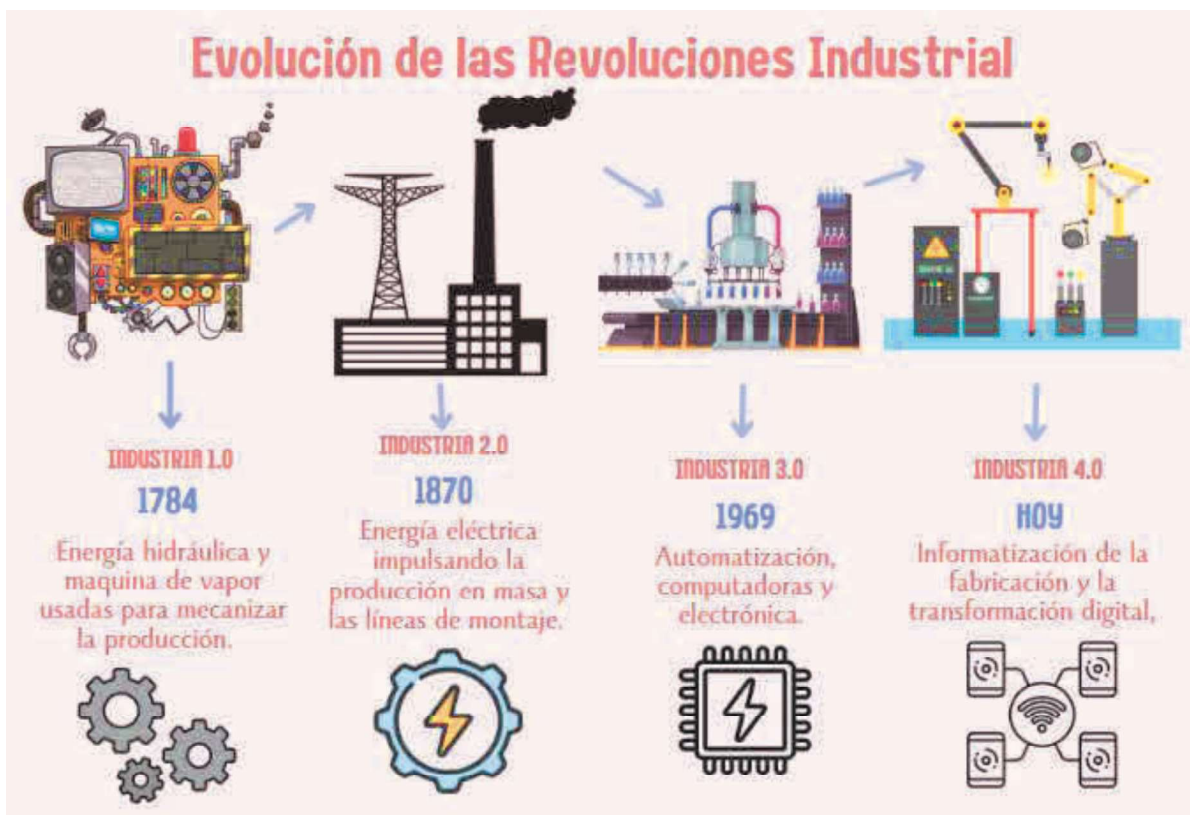 Evolución de las Revoluciones Industrial
INDUSTRIA 1.0
1784
Energía hidráulica y
maquina de vapor
usadas para mecanizar
la producción.
INDUSTRIA 2.0
1870
Energía eléctrica
impulsando la
producción en masa y
las líneas de montaje.
INDUSTRIA 3.0
1969
Automatización,
computadoras y
electrónica.
INDUSTRIA 4.0
HOY
Informatización de la
fabricación y la
transformación digital,